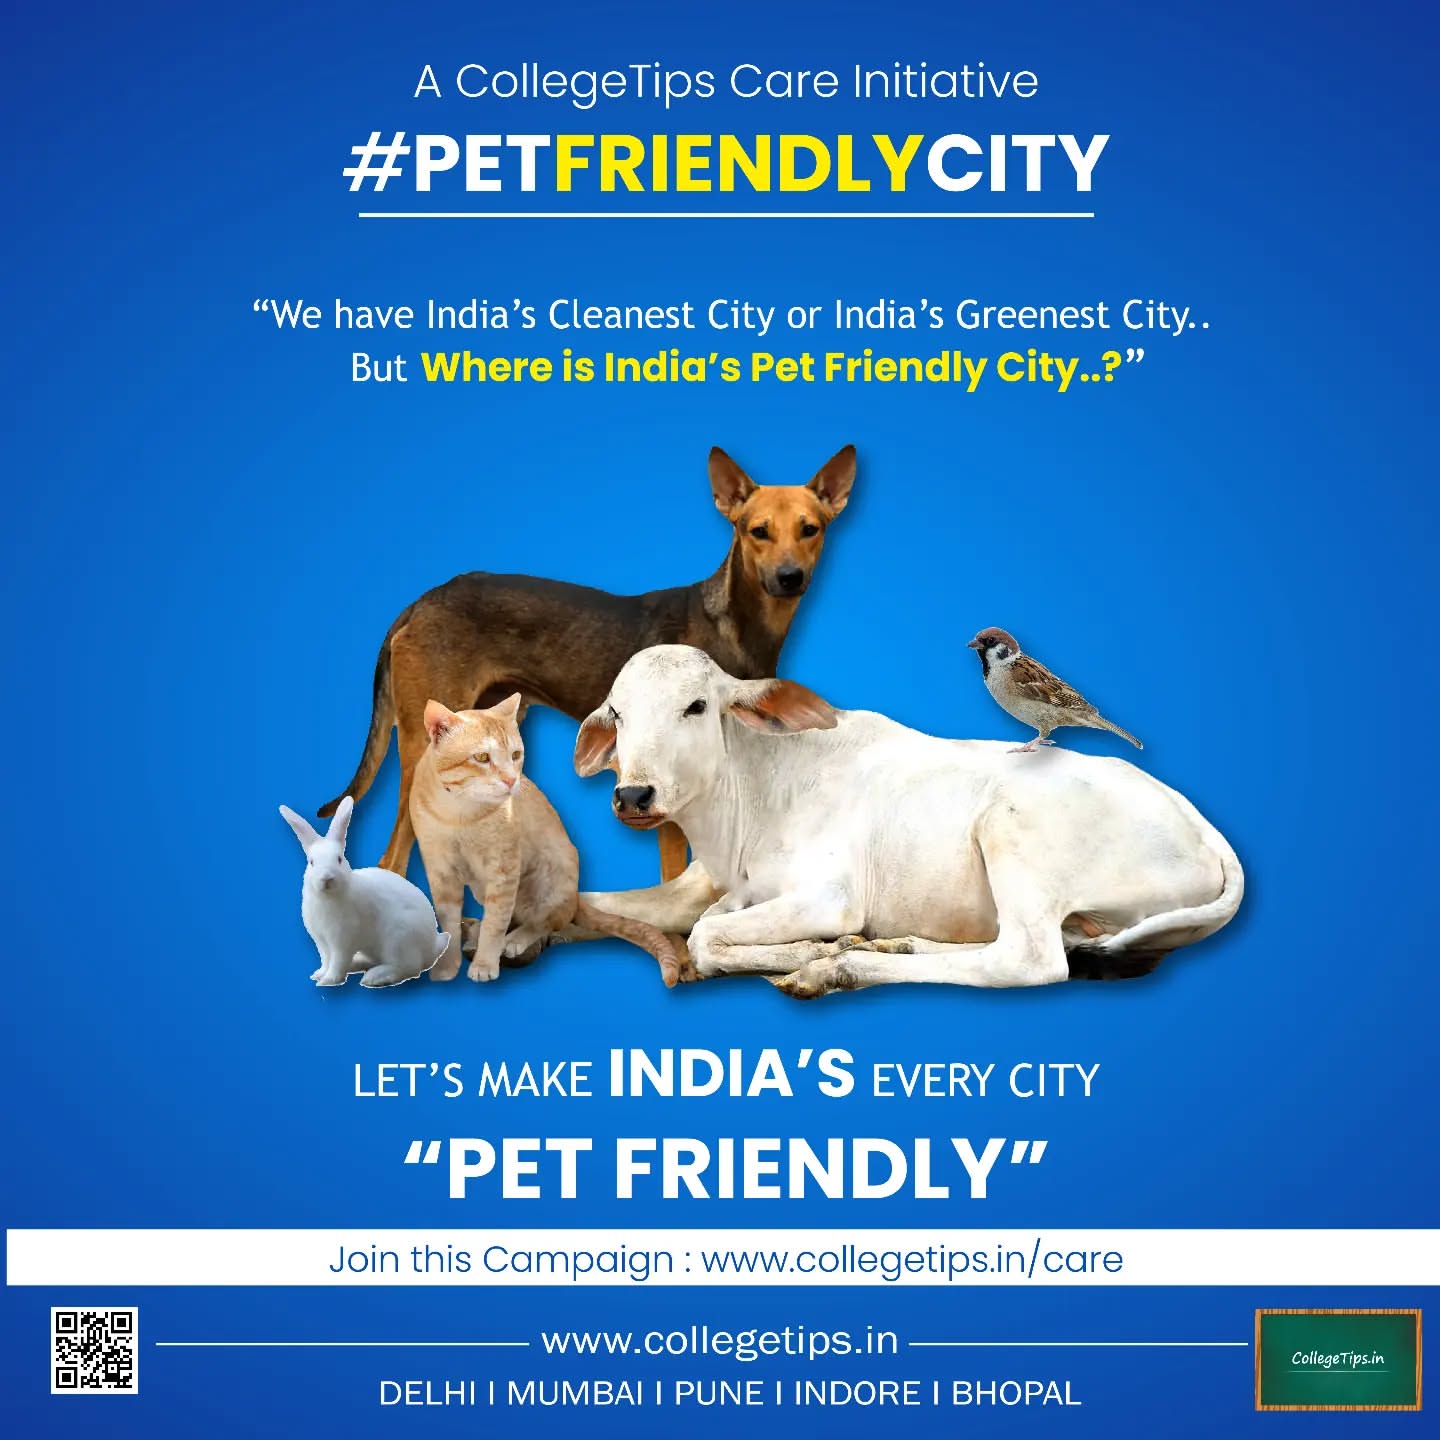 A CollegeTips Care Initiative
#PETFRIENDLYCITY
“We have India’s Cleanest City or India’s Greenest City..
But Where is India’s Pet Friendly City..?”
LET’S MAKE INDIA’S EVERY CITY
“PET FRIENDLY”
Join this Campaign : www.collegetips.in/care
www.collegetips.in
CollegeTips.in
DELHI I MUMBAI I PUNE I INDORE I BHOPAL